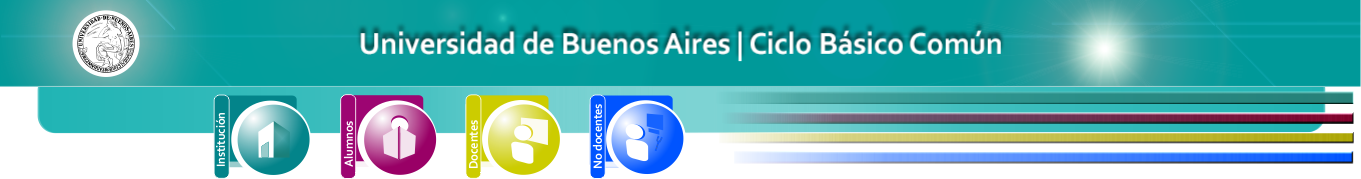 Universidad de Buenos Aires | Ciclo Básico Común
Institución
Alumnos
Docentes
No docentes